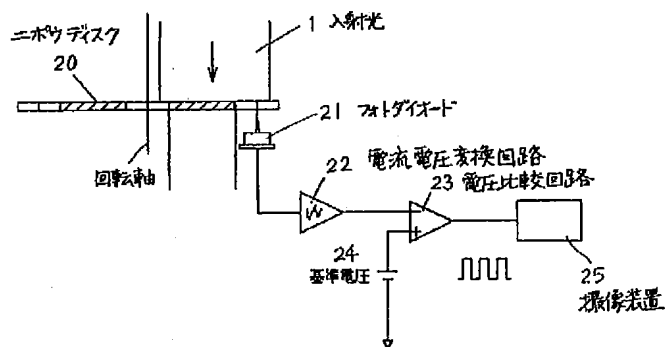 1 入射光
ニポウディスク
20
21 フォトダイオード
回転軸
22 電流電圧変換回路
23 電圧比較回路
24
基準電圧
25
撮像装置